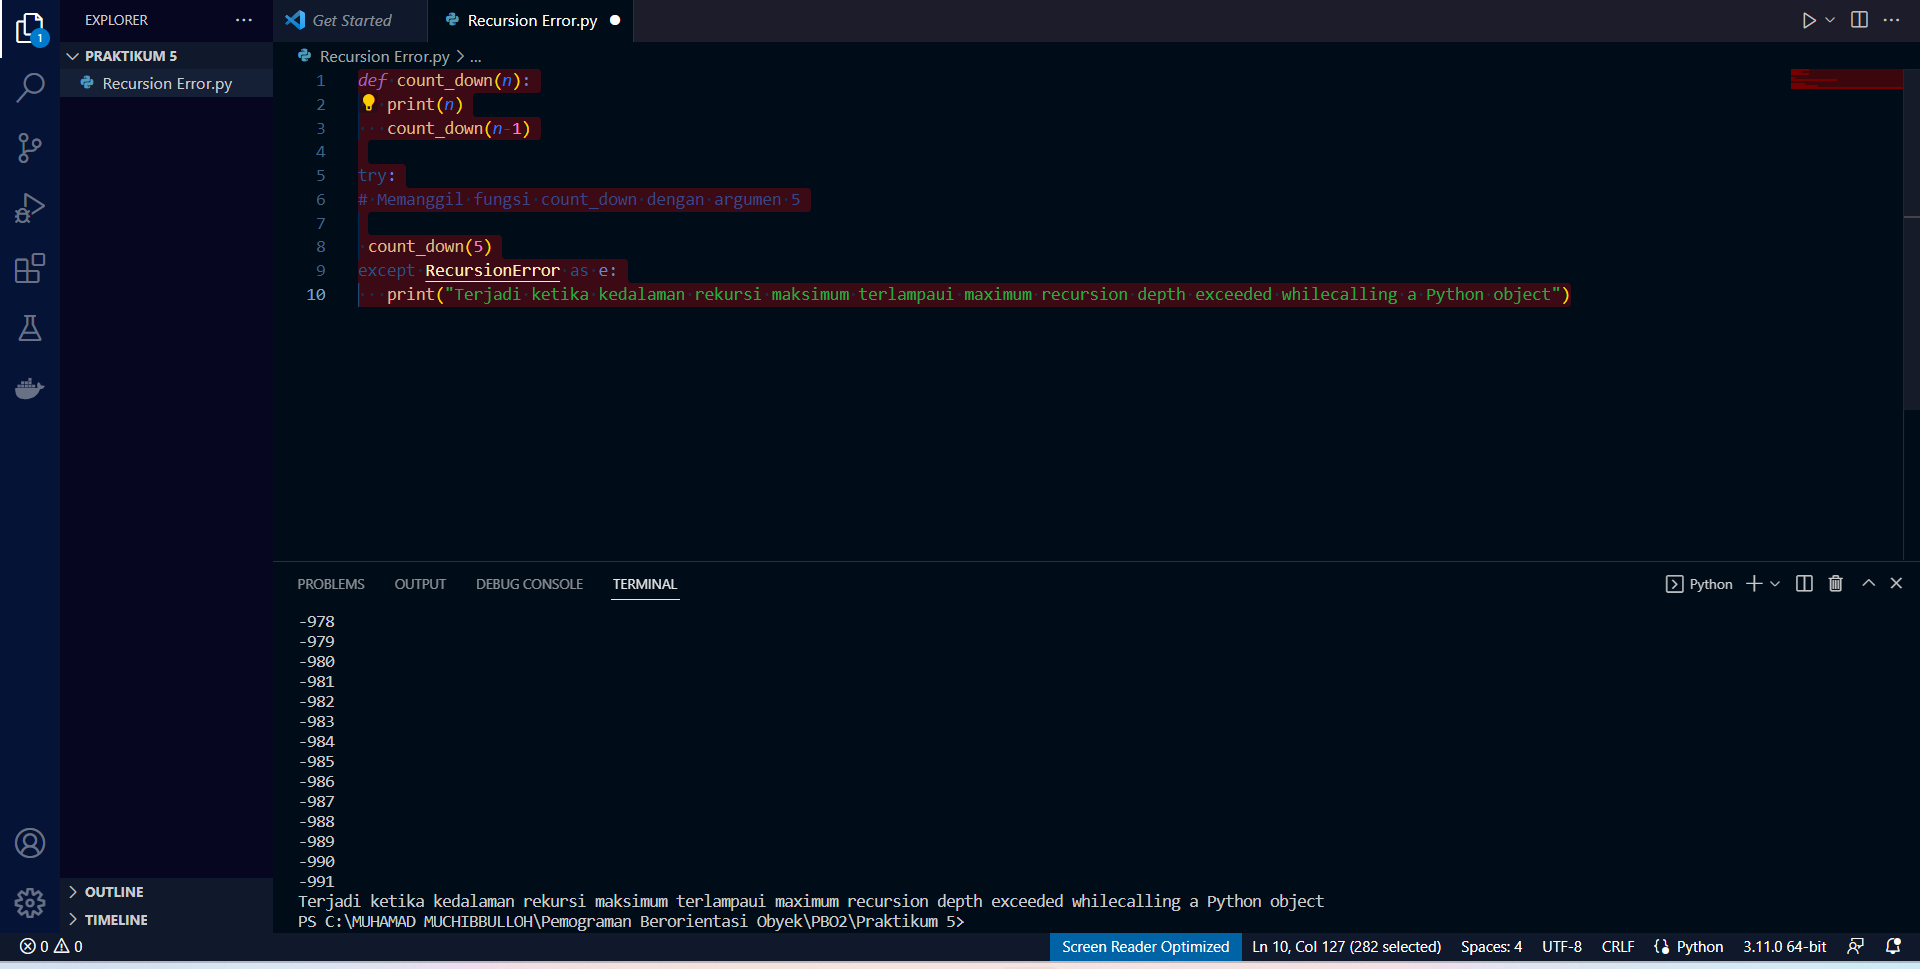 EXPLORER
Get Started
Recursion Error.py
1
PRAKTIKUM 5
Recursion Error.py
Recursion Error.py > ...
1 def count_down(n):
2 print(n)
3 count_down(n-1)
4
5 try:
6 # Memanggil fungsi count_down dengan argumen 5
7
8 count_down(5)
9 except RecursionError as e:
10 print("Terjadi ketika kedalaman rekursi maksimum terlampaui maximum recursion depth exceeded whilecalling a Python object")
PROBLEMS OUTPUT DEBUG CONSOLE TERMINAL
Python
-978
-979
-980
-981
-982
-983
-984
-985
-986
-987
-988
-989
-990
-991
Terjadi ketika kedalaman rekursi maksimum terlampaui maximum recursion depth exceeded whilecalling a Python object
PS C:\MUHAMAD MUCHIBBULLOH\Pemograman Berorientasi Obyek\PBO2\Praktikum 5>
OUTLINE
TIMELINE
0 0
Screen Reader Optimized Ln 10, Col 127 (282 selected) Spaces: 4 UTF-8 CRLF Python 3.11.0 64-bit